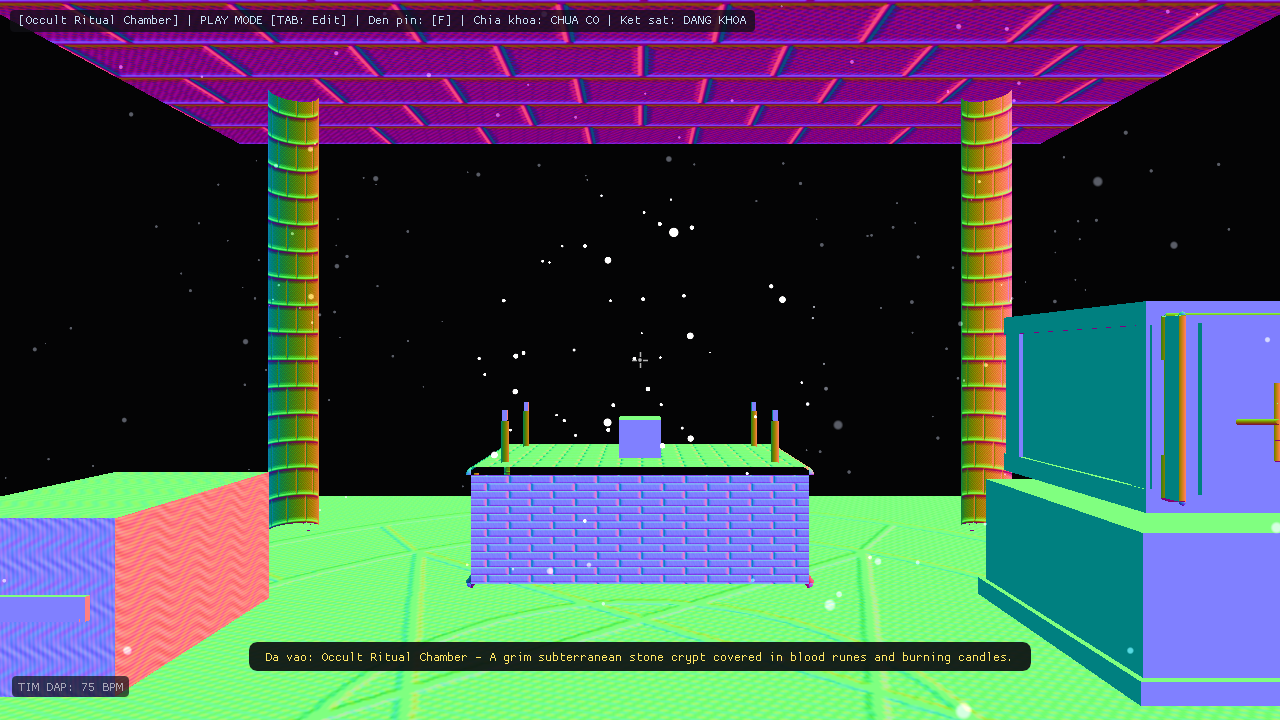 [Occult Ritual Chamber] | PLAY MODE [TAB: Edit] | Den pin: [F] | Chia khoa: CHUA CO | Ket sat: DANG KHOA
Da vao: Occult Ritual Chamber - A grim subterranean stone crypt covered in blood runes and burning candles.
TIM DAP: 75 BPM